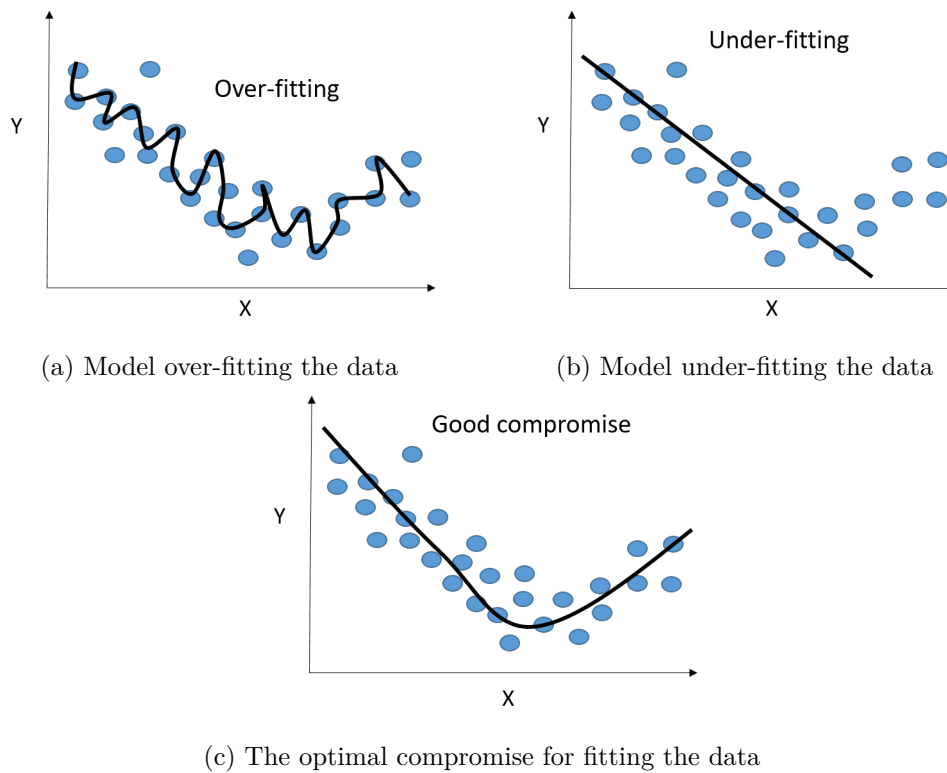 Over-fitting
Y
X
(a) Model over-fitting the data
Under-fitting
Y
X
(b) Model under-fitting the data
Good compromise
Y
X
(c) The optimal compromise for fitting the data